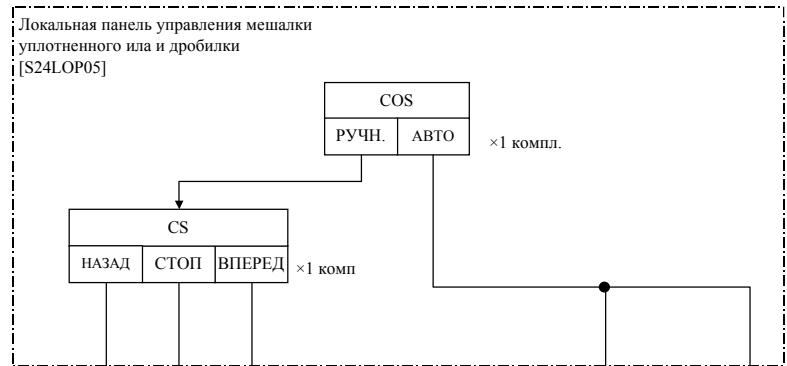 Локальная панель управления мешалки
уплотненного ила и дробилки
[S24LOP05]
COS
РУЧН. АВТО
×1 компл.
CS
НАЗАД СТОП ВПЕРЕД
×1 комп